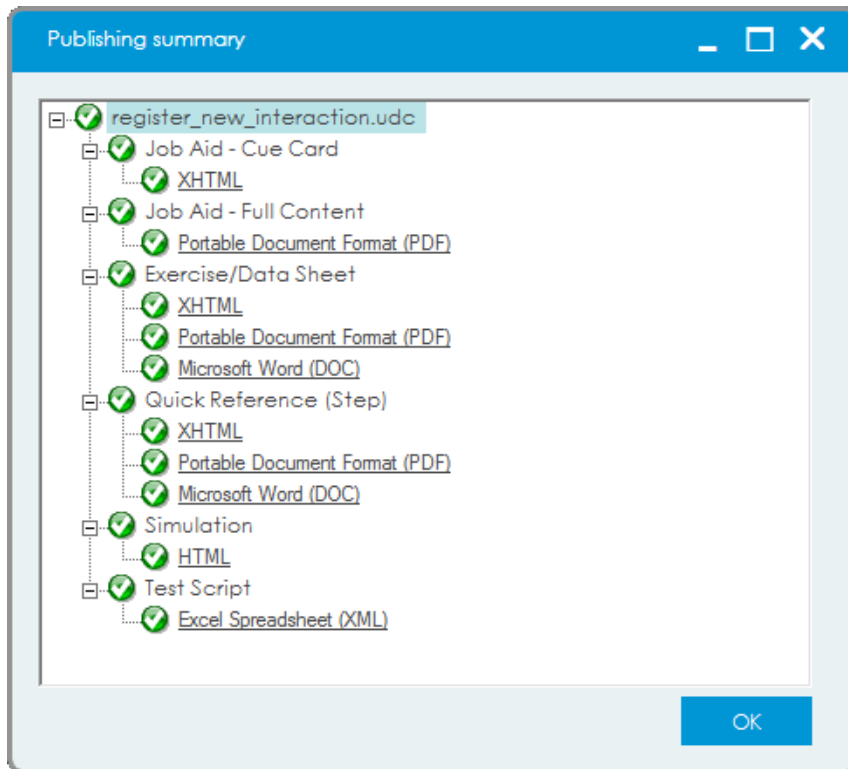 Publishing summary
register_new_interaction.udc
Job Aid - Cue Card
XHTML
Job Aid - Full Content
Portable Document Format (PDF)
Exercise/Data Sheet
XHTML
Portable Document Format (PDF)
Microsoft Word (DOC)
Quick Reference (Step)
XHTML
Portable Document Format (PDF)
Microsoft Word (DOC)
Simulation
HTML
Test Script
Excel Spreadsheet (XML)
OK